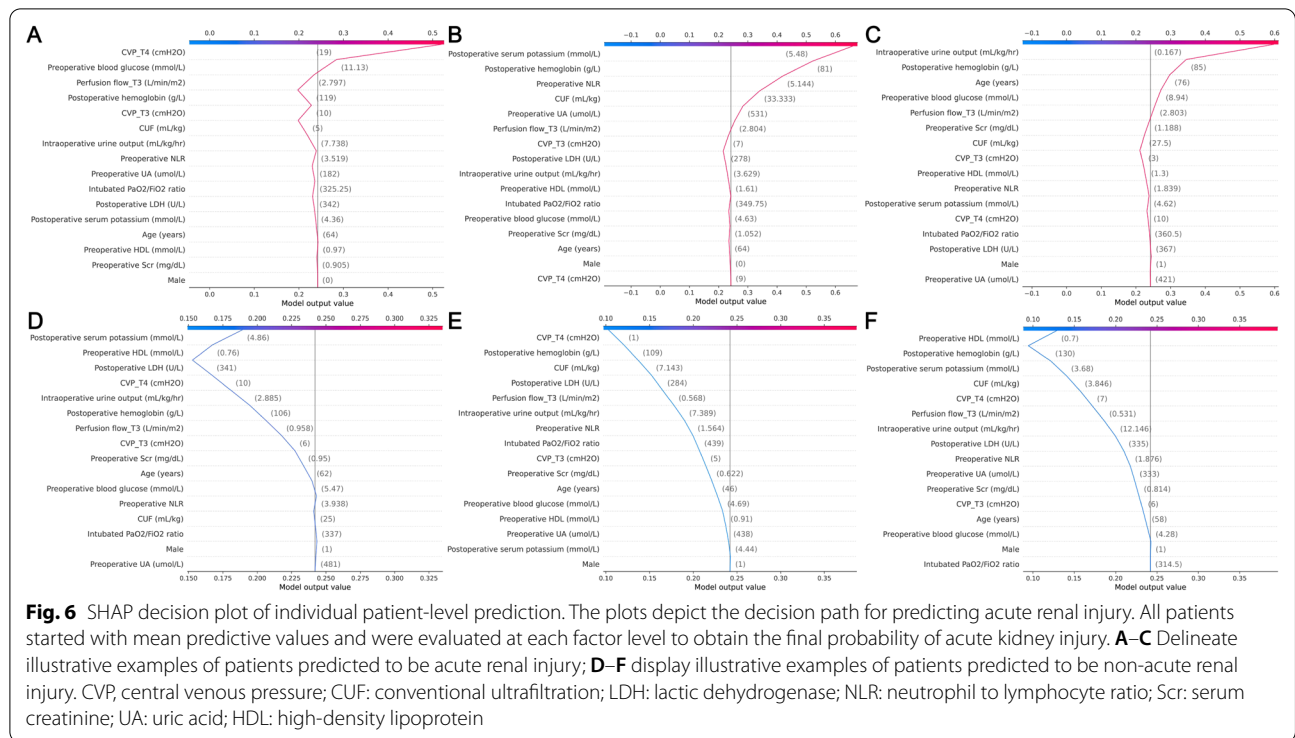 A
0.0 0.1 0.2 0.3 0.4 0.5
CVP_T4 (cmH2O) (19)
Preoperative blood glucose (mmol/L) (11.13)
Perfusion flow_T3 (L/min/m2) (2.797)
Postoperative hemoglobin (g/L) (119)
CVP_T3 (cmH2O) (10)
CUF (mL/kg) (5)
Intraoperative urine output (mL/kg/hr) (7.738)
Preoperative NLR (3.519)
Preoperative UA (umol/L) (182)
Intubated PaO2/FiO2 ratio (325.25)
Postoperative LDH (U/L) (342)
Postoperative serum potassium (mmol/L) (4.36)
Age (years) (64)
Preoperative HDL (mmol/L) (0.97)
Preoperative Scr (mg/dL) (0.905)
Male (0)
0.0 0.1 0.2 0.3 0.4 0.5
Model output value
B
−0.1 0.0 0.1 0.2 0.3 0.4 0.5 0.6
Postoperative serum potassium (mmol/L) (5.48)
Postoperative hemoglobin (g/L) (81)
Preoperative NLR (5.144)
CUF (mL/kg) (33.333)
Preoperative UA (umol/L) (531)
Perfusion flow_T3 (L/min/m2) (2.804)
CVP_T3 (cmH2O) (7)
Postoperative LDH (U/L) (278)
Intraoperative urine output (mL/kg/hr) (3.629)
Preoperative HDL (mmol/L) (1.61)
Intubated PaO2/FiO2 ratio (349.75)
Preoperative blood glucose (mmol/L) (4.63)
Preoperative Scr (mg/dL) (1.052)
Age (years) (64)
Male (0)
CVP_T4 (cmH2O) (9)
−0.1 0.0 0.1 0.2 0.3 0.4 0.5 0.6
Model output value
C
−0.1 0.0 0.1 0.2 0.3 0.4 0.5 0.6
Intraoperative urine output (mL/kg/hr) (0.167)
Postoperative hemoglobin (g/L) (85)
Age (years) (76)
Preoperative blood glucose (mmol/L) (8.94)
Perfusion flow_T3 (L/min/m2) (2.803)
Preoperative Scr (mg/dL) (1.188)
CUF (mL/kg) (27.5)
CVP_T3 (cmH2O) (3)
Preoperative HDL (mmol/L) (1.3)
Preoperative NLR (1.839)
Postoperative serum potassium (mmol/L) (4.62)
CVP_T4 (cmH2O) (10)
Intubated PaO2/FiO2 ratio (360.5)
Postoperative LDH (U/L) (367)
Male (1)
Preoperative UA (umol/L) (421)
−0.1 0.0 0.1 0.2 0.3 0.4 0.5 0.6
Model output value
D
0.150 0.175 0.200 0.225 0.250 0.275 0.300 0.325
Postoperative serum potassium (mmol/L) (4.86)
Preoperative HDL (mmol/L) (0.76)
Postoperative LDH (U/L) (341)
CVP_T4 (cmH2O) (10)
Intraoperative urine output (mL/kg/hr) (2.885)
Postoperative hemoglobin (g/L) (106)
Perfusion flow_T3 (L/min/m2) (0.958)
CVP_T3 (cmH2O) (6)
Preoperative Scr (mg/dL) (0.95)
Age (years) (62)
Preoperative blood glucose (mmol/L) (5.47)
Preoperative NLR (3.938)
CUF (mL/kg) (25)
Intubated PaO2/FiO2 ratio (337)
Male (1)
Preoperative UA (umol/L) (481)
0.150 0.175 0.200 0.225 0.250 0.275 0.300 0.325
Model output value
E
0.10 0.15 0.20 0.25 0.30 0.35
CVP_T4 (cmH2O) (1)
Postoperative hemoglobin (g/L) (109)
CUF (mL/kg) (7.143)
Postoperative LDH (U/L) (284)
Perfusion flow_T3 (L/min/m2) (0.568)
Intraoperative urine output (mL/kg/hr) (7.389)
Preoperative NLR (1.564)
Intubated PaO2/FiO2 ratio (439)
CVP_T3 (cmH2O) (5)
Preoperative Scr (mg/dL) (0.622)
Age (years) (46)
Preoperative blood glucose (mmol/L) (4.69)
Preoperative HDL (mmol/L) (0.91)
Preoperative UA (umol/L) (438)
Postoperative serum potassium (mmol/L) (4.44)
Male (1)
0.10 0.15 0.20 0.25 0.30 0.35
Model output value
F
0.10 0.15 0.20 0.25 0.30 0.35
Preoperative HDL (mmol/L) (0.7)
Postoperative hemoglobin (g/L) (130)
Postoperative serum potassium (mmol/L) (3.68)
CUF (mL/kg) (3.846)
CVP_T4 (cmH2O) (7)
Perfusion flow_T3 (L/min/m2) (0.531)
Intraoperative urine output (mL/kg/hr) (12.146)
Postoperative LDH (U/L) (335)
Preoperative NLR (1.876)
Preoperative UA (umol/L) (333)
Preoperative Scr (mg/dL) (0.814)
CVP_T3 (cmH2O) (6)
Age (years) (58)
Preoperative blood glucose (mmol/L) (4.28)
Male (1)
Intubated PaO2/FiO2 ratio (314.5)
0.10 0.15 0.20 0.25 0.30 0.35
Model output value
Fig. 6 SHAP decision plot of individual patient-level prediction. The plots depict the decision path for predicting acute renal injury. All patients
started with mean predictive values and were evaluated at each factor level to obtain the final probability of acute kidney injury. A–C Delineate
illustrative examples of patients predicted to be acute renal injury; D–F display illustrative examples of patients predicted to be non-acute renal
injury. CVP, central venous pressure; CUF: conventional ultrafiltration; LDH: lactic dehydrogenase; NLR: neutrophil to lymphocyte ratio; Scr: serum
creatinine; UA: uric acid; HDL: high-density lipoprotein